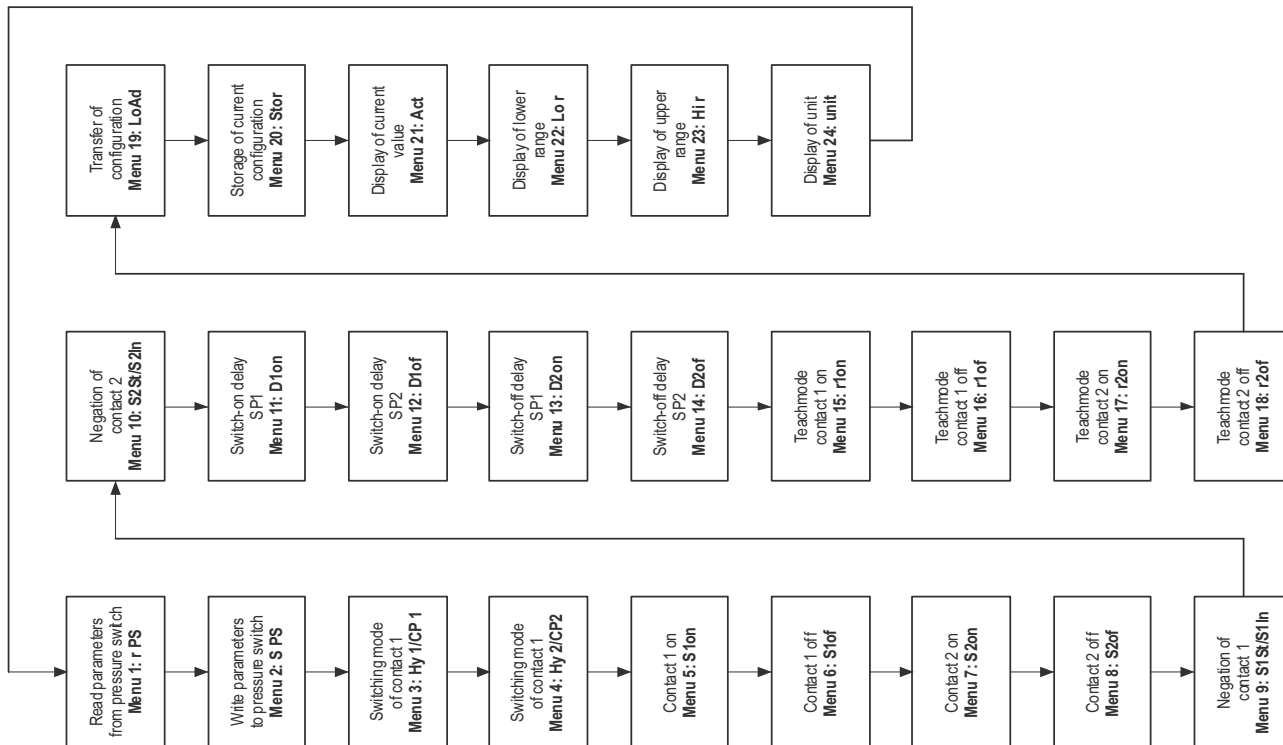 Read parameters
from pressure switch
Menu 1: r PS
Write parameters
to pressure switch
Menu 2: S PS
Switching mode
of contact 1
Menu 3: Hy 1/CP 1
Switching mode
of contact 1
Menu 4: Hy 2/CP2
Contact 1 on
Menu 5: S1on
Contact 1 off
Menu 6: S1of
Contact 2 on
Menu 7: S2on
Contact 2 off
Menu 8: S2of
Negation of
contact 1
Menu 9: S1St/S1In
Negation of
contact 2
Menu 10: S2St/S2In
Switch-on delay
SP1
Menu 11: D1on
Switch-on delay
SP2
Menu 12: D1of
Switch-off delay
SP1
Menu 13: D2on
Switch-off delay
SP2
Menu 14: D2of
Teachmode
contact 1 on
Menu 15: r1on
Teachmode
contact 1 off
Menu 16: r1of
Teachmode
contact 2 on
Menu 17: r2on
Teachmode
contact 2 off
Menu 18: r2of
Transfer of
configuration
Menu 19: LoAd
Storage of current
configuration
Menu 20: Stor
Display of current
value
Menu 21: Act
Display of lower
range
Menu 22: Lo r
Display of upper
range
Menu 23: Hi r
Display of unit
Menu 24: unit